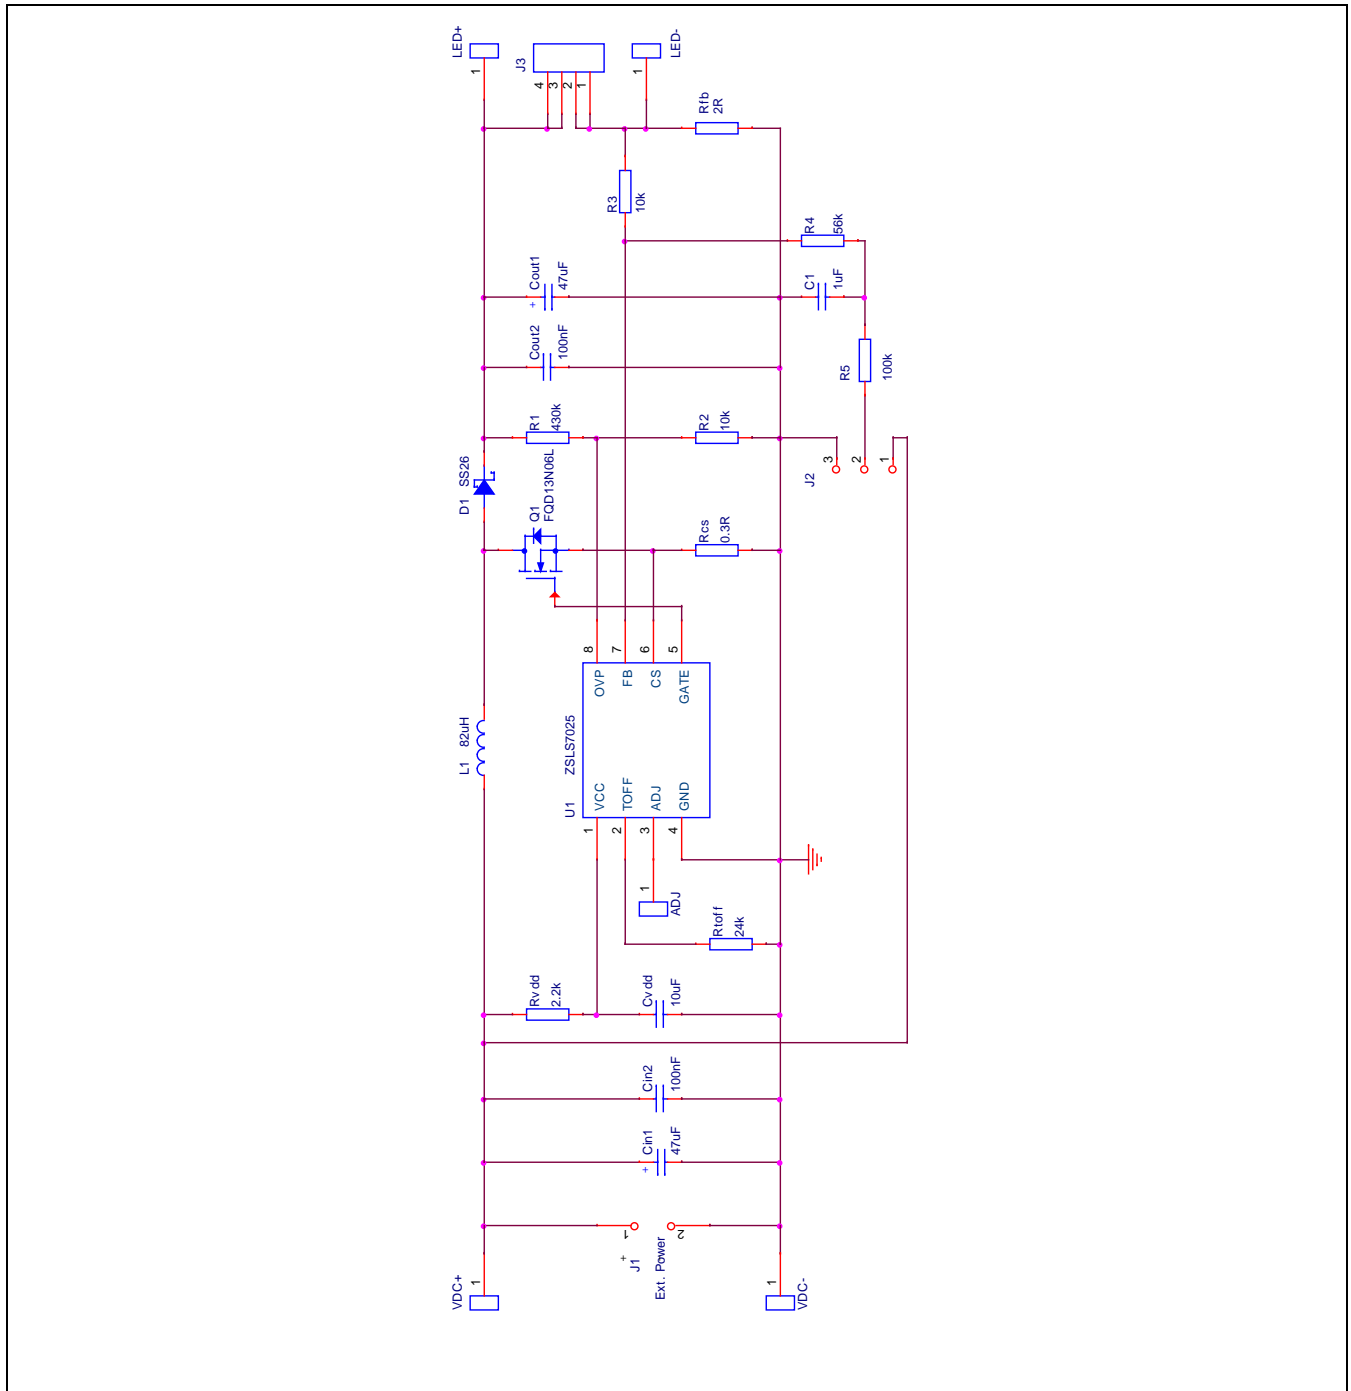 LED+
1
J3
4
3
2
1
LED-
1
Rfb
2R
R3
10k
R4
56k
Cout1
47uF
+
C1
1uF
Cout2
100nF
R5
100k
R1
430k
R2
10k
J2
3
2
1
D1 SS26
Q1
FQD13N06L
Rcs
0.3R
8
7
6
5
OVP
FB
CS
GATE
L1 82uH
U1 ZSLS7025
VCC
TOFF
ADJ
GND
1
2
3
4
1
ADJ
Rtoff
24k
Rvdd
2.2k
Cvdd
10uF
Cin2
100nF
Cin1
47uF
+
1
2
+
J1
Ext. Power
VDC+
1
VDC-
1